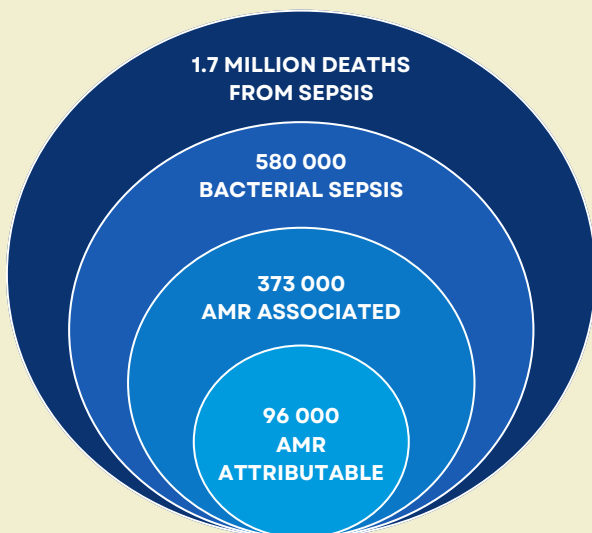 1.7 MILLION DEATHS
FROM SEPSIS
580 000
BACTERIAL SEPSIS
373 000
AMR ASSOCIATED
96 000
AMR
ATTRIBUTABLE